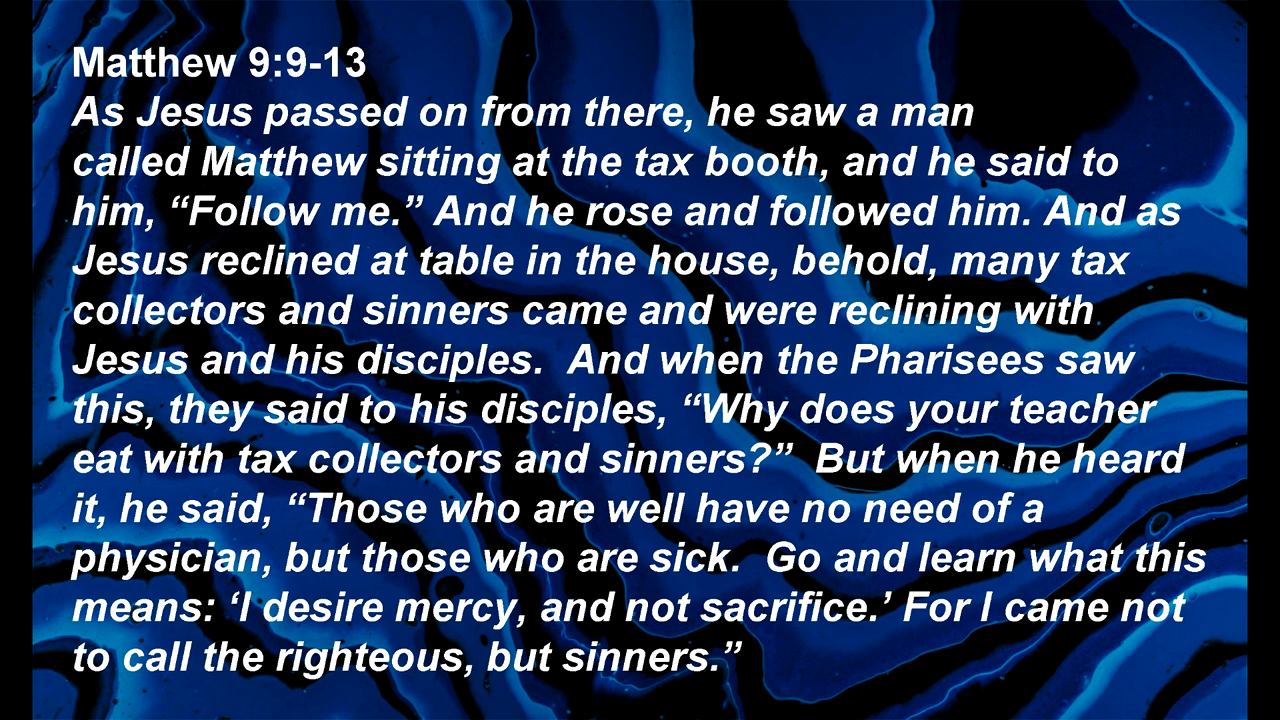 Matthew 9:9-13
As Jesus passed on from there, he saw a man
called Matthew sitting at the tax booth, and he said to
him, “Follow me.” And he rose and followed him. And as
Jesus reclined at table in the house, behold, many tax
collectors and sinners came and were reclining with
Jesus and his disciples.  And when the Pharisees saw
this, they said to his disciples, “Why does your teacher
eat with tax collectors and sinners?”  But when he heard
it, he said, “Those who are well have no need of a
physician, but those who are sick.  Go and learn what this
means: ‘I desire mercy, and not sacrifice.’ For I came not
to call the righteous, but sinners.”